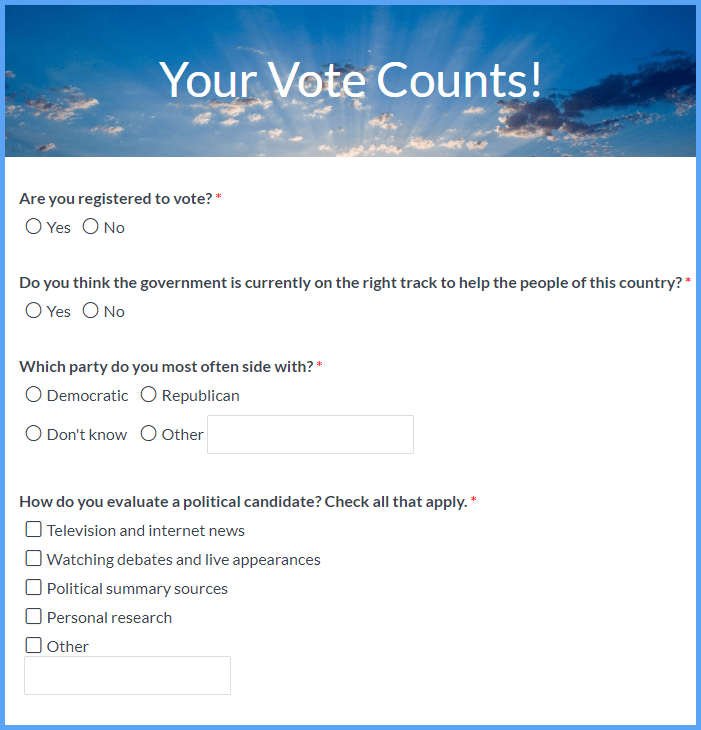 Your Vote Counts!
Are you registered to vote? *
Yes No
Do you think the government is currently on the right track to help the people of this country? *
Yes No
Which party do you most often side with? *
Democratic Republican
Don't know Other
How do you evaluate a political candidate? Check all that apply. *
Television and internet news
Watching debates and live appearances
Political summary sources
Personal research
Other